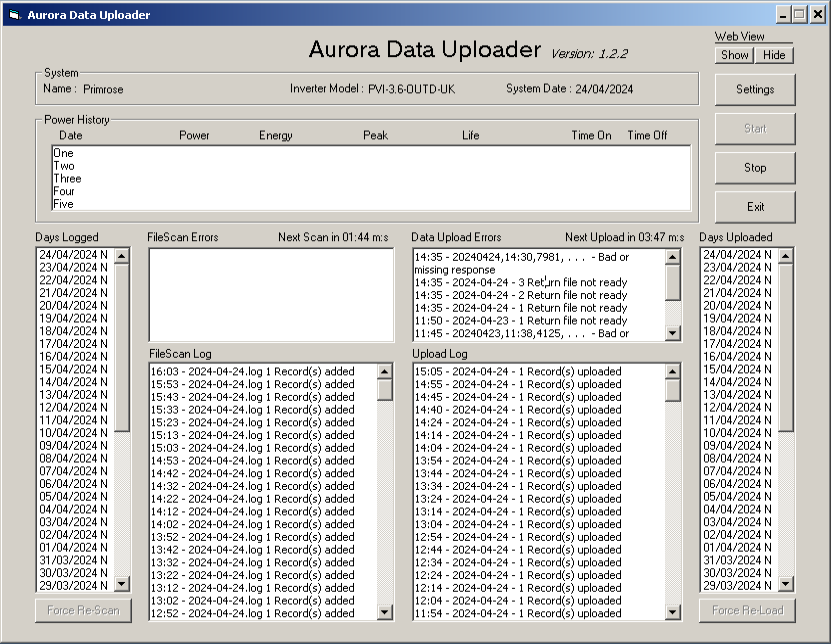 Aurora Data Uploader
Aurora Data Uploader Version: 1.2.2
Web View
Show Hide
System
Name : Primrose Inverter Model : PVI-3.6-OUTD-UK System Date : 24/04/2024
Settings
Start
Stop
Exit
Power History
Date Power Energy Peak Life Time On Time Off
One
Two
Three
Four
Five
Days Logged
24/04/2024 N
23/04/2024 N
22/04/2024 N
21/04/2024 N
20/04/2024 N
19/04/2024 N
18/04/2024 N
17/04/2024 N
16/04/2024 N
15/04/2024 N
14/04/2024 N
13/04/2024 N
12/04/2024 N
11/04/2024 N
10/04/2024 N
09/04/2024 N
08/04/2024 N
07/04/2024 N
06/04/2024 N
05/04/2024 N
04/04/2024 N
03/04/2024 N
02/04/2024 N
01/04/2024 N
31/03/2024 N
30/03/2024 N
29/03/2024 N
Force Re-Scan
FileScan Errors Next Scan in 01:44 m:s
FileScan Log
16:03 - 2024-04-24.log 1 Record(s) added
15:53 - 2024-04-24.log 1 Record(s) added
15:43 - 2024-04-24.log 1 Record(s) added
15:33 - 2024-04-24.log 1 Record(s) added
15:23 - 2024-04-24.log 1 Record(s) added
15:13 - 2024-04-24.log 1 Record(s) added
15:03 - 2024-04-24.log 1 Record(s) added
14:53 - 2024-04-24.log 1 Record(s) added
14:42 - 2024-04-24.log 1 Record(s) added
14:32 - 2024-04-24.log 1 Record(s) added
14:22 - 2024-04-24.log 1 Record(s) added
14:12 - 2024-04-24.log 1 Record(s) added
14:02 - 2024-04-24.log 1 Record(s) added
13:52 - 2024-04-24.log 1 Record(s) added
13:42 - 2024-04-24.log 1 Record(s) added
13:32 - 2024-04-24.log 1 Record(s) added
13:22 - 2024-04-24.log 1 Record(s) added
13:12 - 2024-04-24.log 1 Record(s) added
13:02 - 2024-04-24.log 1 Record(s) added
12:52 - 2024-04-24.log 1 Record(s) added
Data Upload Errors Next Upload in 03:47 m:s
14:35 - 20240424,14:30,7981, . . . - Bad or
missing response
14:35 - 2024-04-24 - 3 Return file not ready
14:35 - 2024-04-24 - 2 Return file not ready
14:35 - 2024-04-24 - 1 Return file not ready
11:50 - 2024-04-23 - 1 Return file not ready
11:45 - 20240423,11:38,4125, . . . - Bad or
Upload Log
15:05 - 2024-04-24 - 1 Record(s) uploaded
14:55 - 2024-04-24 - 1 Record(s) uploaded
14:45 - 2024-04-24 - 1 Record(s) uploaded
14:40 - 2024-04-24 - 1 Record(s) uploaded
14:24 - 2024-04-24 - 1 Record(s) uploaded
14:14 - 2024-04-24 - 1 Record(s) uploaded
14:04 - 2024-04-24 - 1 Record(s) uploaded
13:54 - 2024-04-24 - 1 Record(s) uploaded
13:44 - 2024-04-24 - 1 Record(s) uploaded
13:34 - 2024-04-24 - 1 Record(s) uploaded
13:24 - 2024-04-24 - 1 Record(s) uploaded
13:14 - 2024-04-24 - 1 Record(s) uploaded
13:04 - 2024-04-24 - 1 Record(s) uploaded
12:54 - 2024-04-24 - 1 Record(s) uploaded
12:44 - 2024-04-24 - 1 Record(s) uploaded
12:34 - 2024-04-24 - 1 Record(s) uploaded
12:24 - 2024-04-24 - 1 Record(s) uploaded
12:14 - 2024-04-24 - 1 Record(s) uploaded
12:04 - 2024-04-24 - 1 Record(s) uploaded
11:54 - 2024-04-24 - 1 Record(s) uploaded
Days Uploaded
24/04/2024 N
23/04/2024 N
22/04/2024 N
21/04/2024 N
20/04/2024 N
19/04/2024 N
18/04/2024 N
17/04/2024 N
16/04/2024 N
15/04/2024 N
14/04/2024 N
13/04/2024 N
12/04/2024 N
11/04/2024 N
10/04/2024 N
09/04/2024 N
08/04/2024 N
07/04/2024 N
06/04/2024 N
05/04/2024 N
04/04/2024 N
03/04/2024 N
02/04/2024 N
01/04/2024 N
31/03/2024 N
30/03/2024 N
29/03/2024 N
Force Re-Load